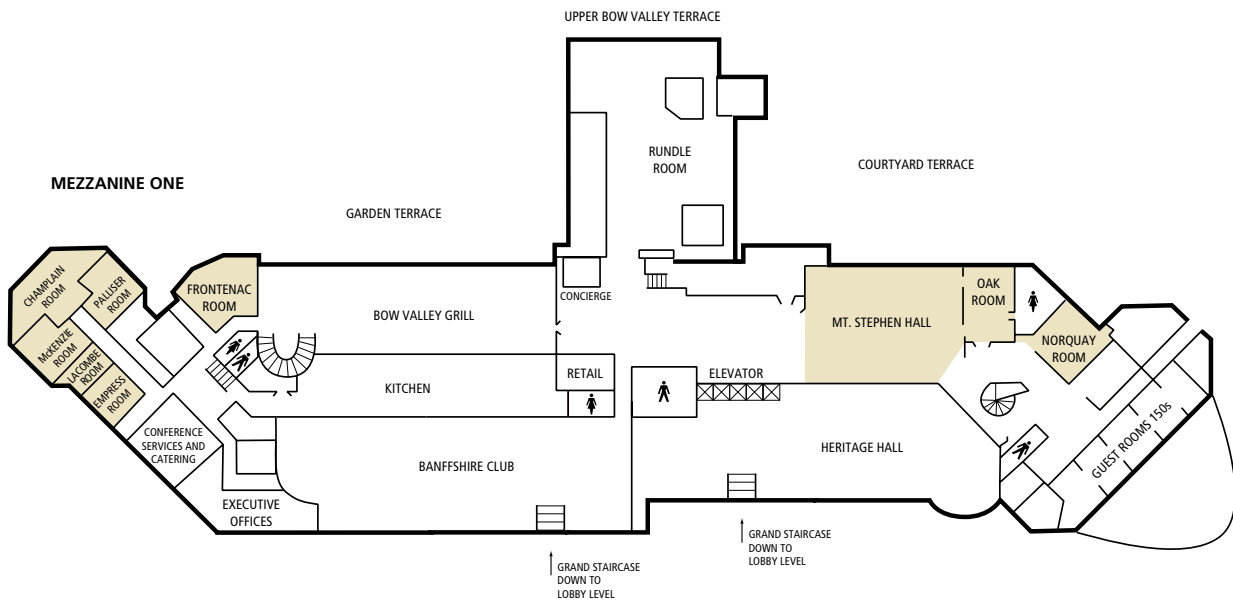 UPPER BOW VALLEY TERRACE
RUNDLE
ROOM
COURTYARD TERRACE
MEZZANINE ONE
GARDEN TERRACE
CHAMPLAIN
ROOM
PALLISER
ROOM
FRONTENAC
ROOM
CONCIERGE
BOW VALLEY GRILL
MT. STEPHEN HALL
OAK
ROOM
NORQUAY
ROOM
McKENZIE
ROOM
LACOMBE
ROOM
EMPRESS
ROOM
KITCHEN
RETAIL
ELEVATOR
CONFERENCE
SERVICES AND
CATERING
BANFFSHIRE CLUB
HERITAGE HALL
GUEST ROOMS 150s
EXECUTIVE
OFFICES
GRAND STAIRCASE
DOWN TO
LOBBY LEVEL
GRAND STAIRCASE
DOWN TO
LOBBY LEVEL